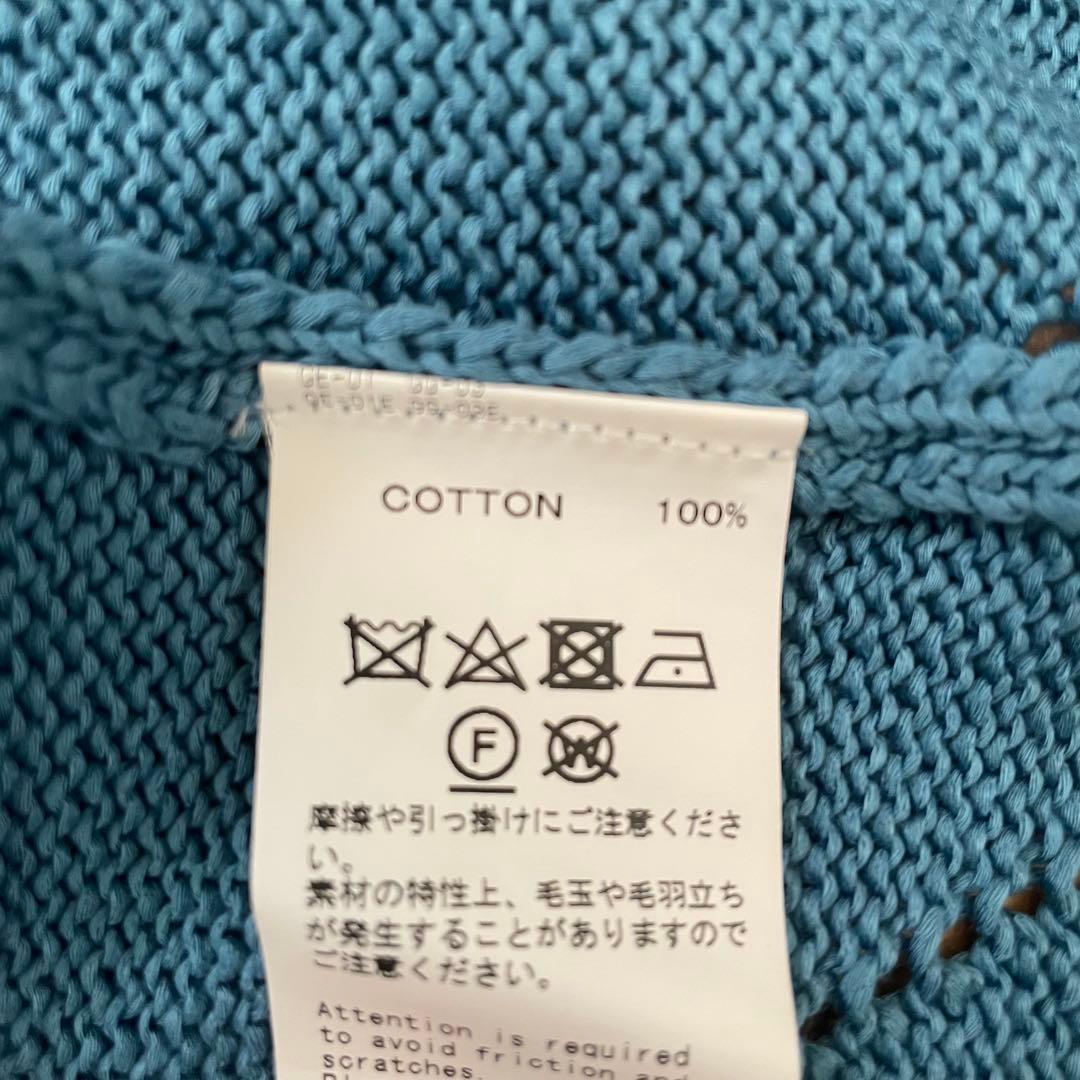 COTTON 100%
F
W
摩擦や引っ掛けにご注意くださ
い。
素材の特性上、毛玉や毛羽立ち
が発生することがありますので
ご注意ください。
Attention is required
to avoid friction and
scratches.